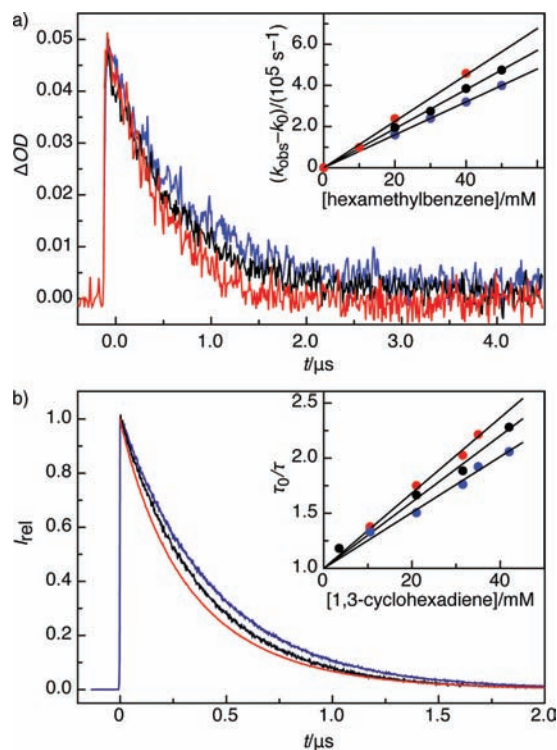 a)
0.05
0.04
0.03
0.02
0.01
0.00
ΔOD
0.0 1.0 2.0 3.0 4.0
t/µs
6.0
4.0
2.0
0
(k_obs–k_0)/(10^5 s^−1)
0 20 40 60
[hexamethylbenzene]/mM
b)
1.0
0.8
0.6
0.4
0.2
0.0
I_rel
0 0.5 1.0 1.5 2.0
t/µs
2.5
2.0
1.5
1.0
τ_0/τ
0 20 40
[1,3-cyclohexadiene]/mM